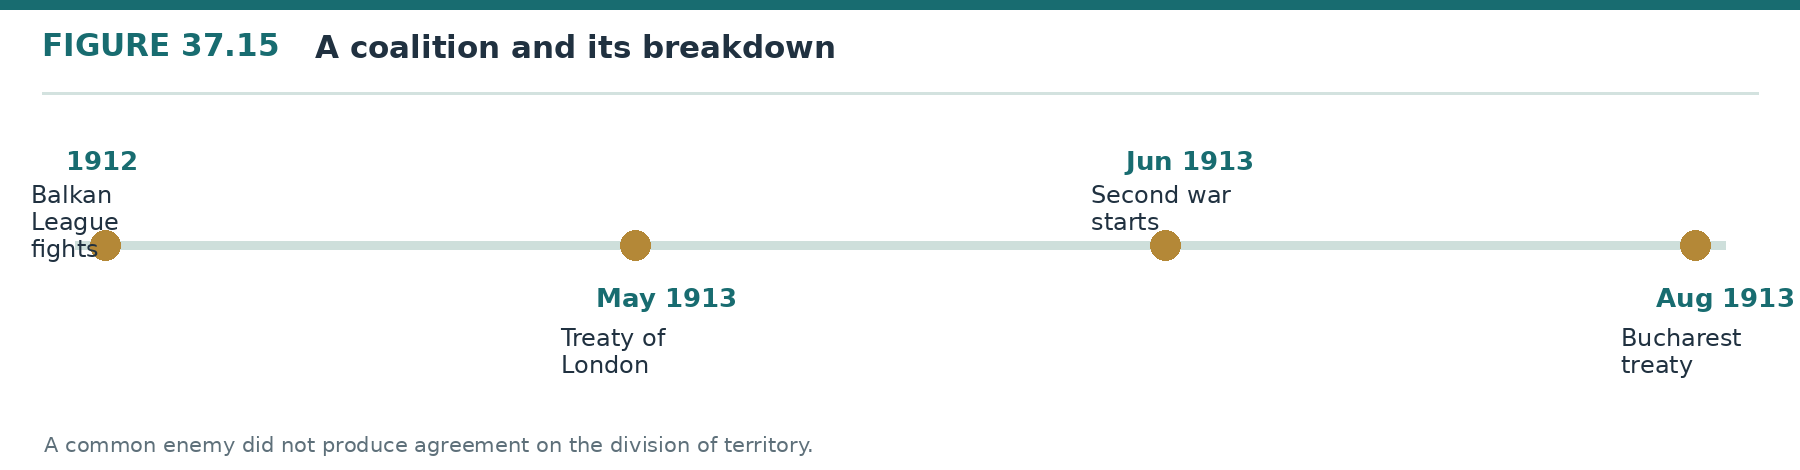 FIGURE 37.15 A coalition and its breakdown
1912
Balkan
League
fights
May 1913
Treaty of
London
Jun 1913
Second war
starts
Aug 1913
Bucharest
treaty
A common enemy did not produce agreement on the division of territory.